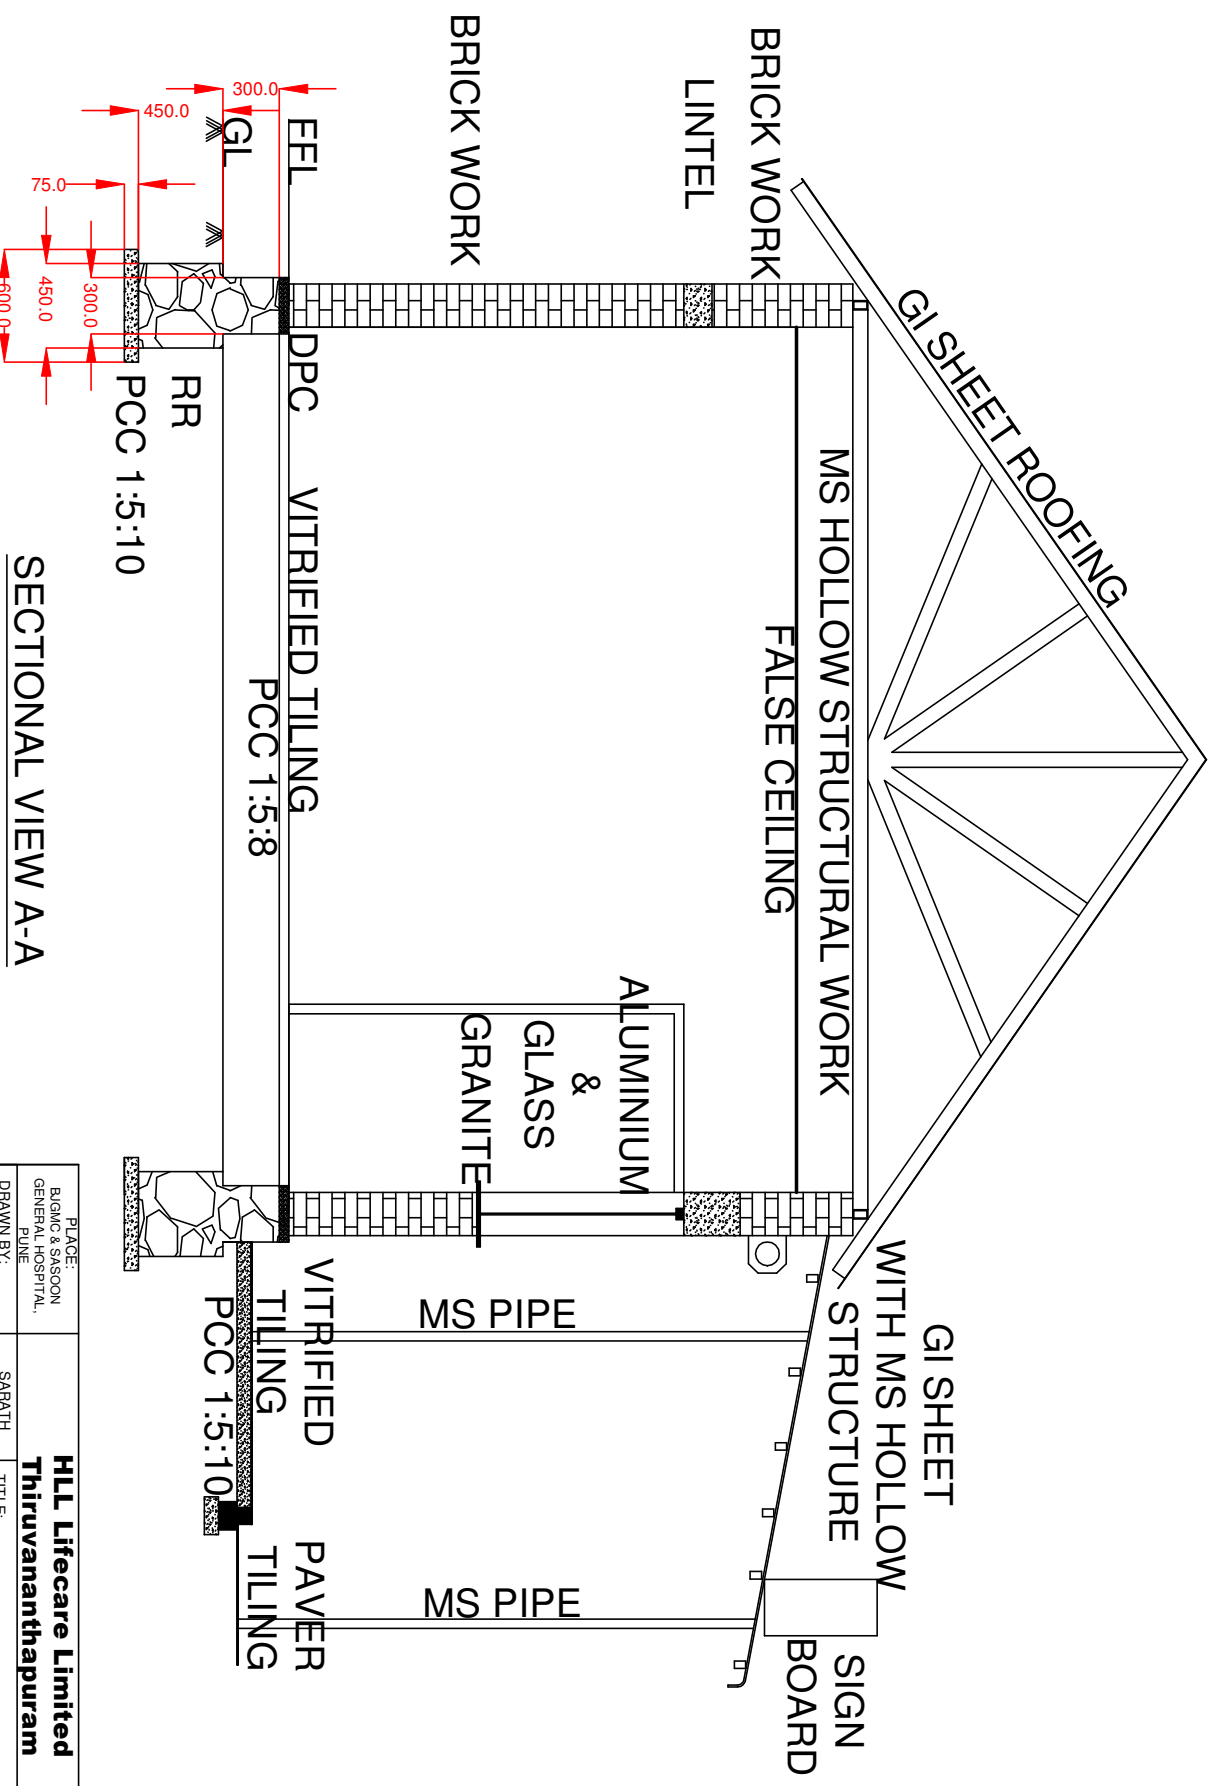 GI SHEET ROOFING
BRICK WORK
LINTEL
BRICK WORK
MS HOLLOW STRUCTURAL WORK
FALSE CEILING
GI SHEET
WITH MS HOLLOW
STRUCTURE
SIGN
BOARD
ALUMINIUM
&
GLASS
GRANITE
MS PIPE
MS PIPE
FFL
GL
300.0
450.0
75.0
DPC
VITRIFIED TILING
PCC 1:5:8
VITRIFIED
TILING
PCC 1:5:10
PAVER
TILING
RR
PCC 1:5:10
300.0
450.0
600.0
SECTIONAL VIEW A-A
PLACE:
BJGMC & SASOON
GENERAL HOSPITAL,
PUNE
HLL Lifecare Limited
Thiruvananthapuram
DRAWN BY:
SARATH
TITLE: